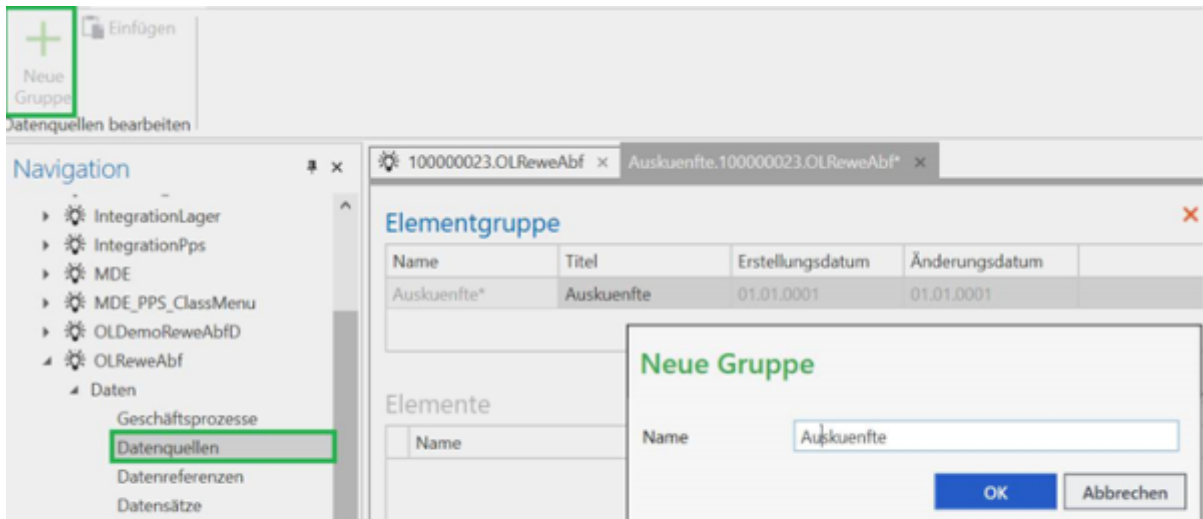 Einfügen
Neue
Gruppe
Datenquellen bearbeiten
Navigation
IntegrationLager
IntegrationPps
MDE
MDE_PPS_ClassMenu
OLDemoReweAbfD
OLReweAbf
Daten
Geschäftsprozesse
Datenquellen
Datenreferenzen
Datensätze
100000023.OLReweAbf
Auskuenfte.100000023.OLReweAbf*
Elementgruppe
Name Titel Erstellungsdatum Änderungsdatum
Auskuenfte* Auskuenfte 01.01.0001 01.01.0001
Elemente
Name
Neue Gruppe
Name Auskuenfte
OK Abbrechen